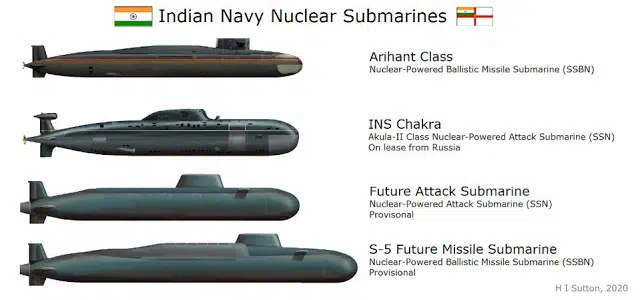 Indian Navy Nuclear Submarines
Arihant Class
Nuclear-Powered Ballistic Missile Submarine (SSBN)
INS Chakra
Akula-II Class Nuclear-Powered Attack Submarine (SSN)
On lease from Russia
Future Attack Submarine
Nuclear-Powered Attack Submarine (SSN)
Provisonal
S-5 Future Missile Submarine
Nuclear-Powered Ballistic Missile Submarine (SSBN)
Provisional
H I Sutton, 2020